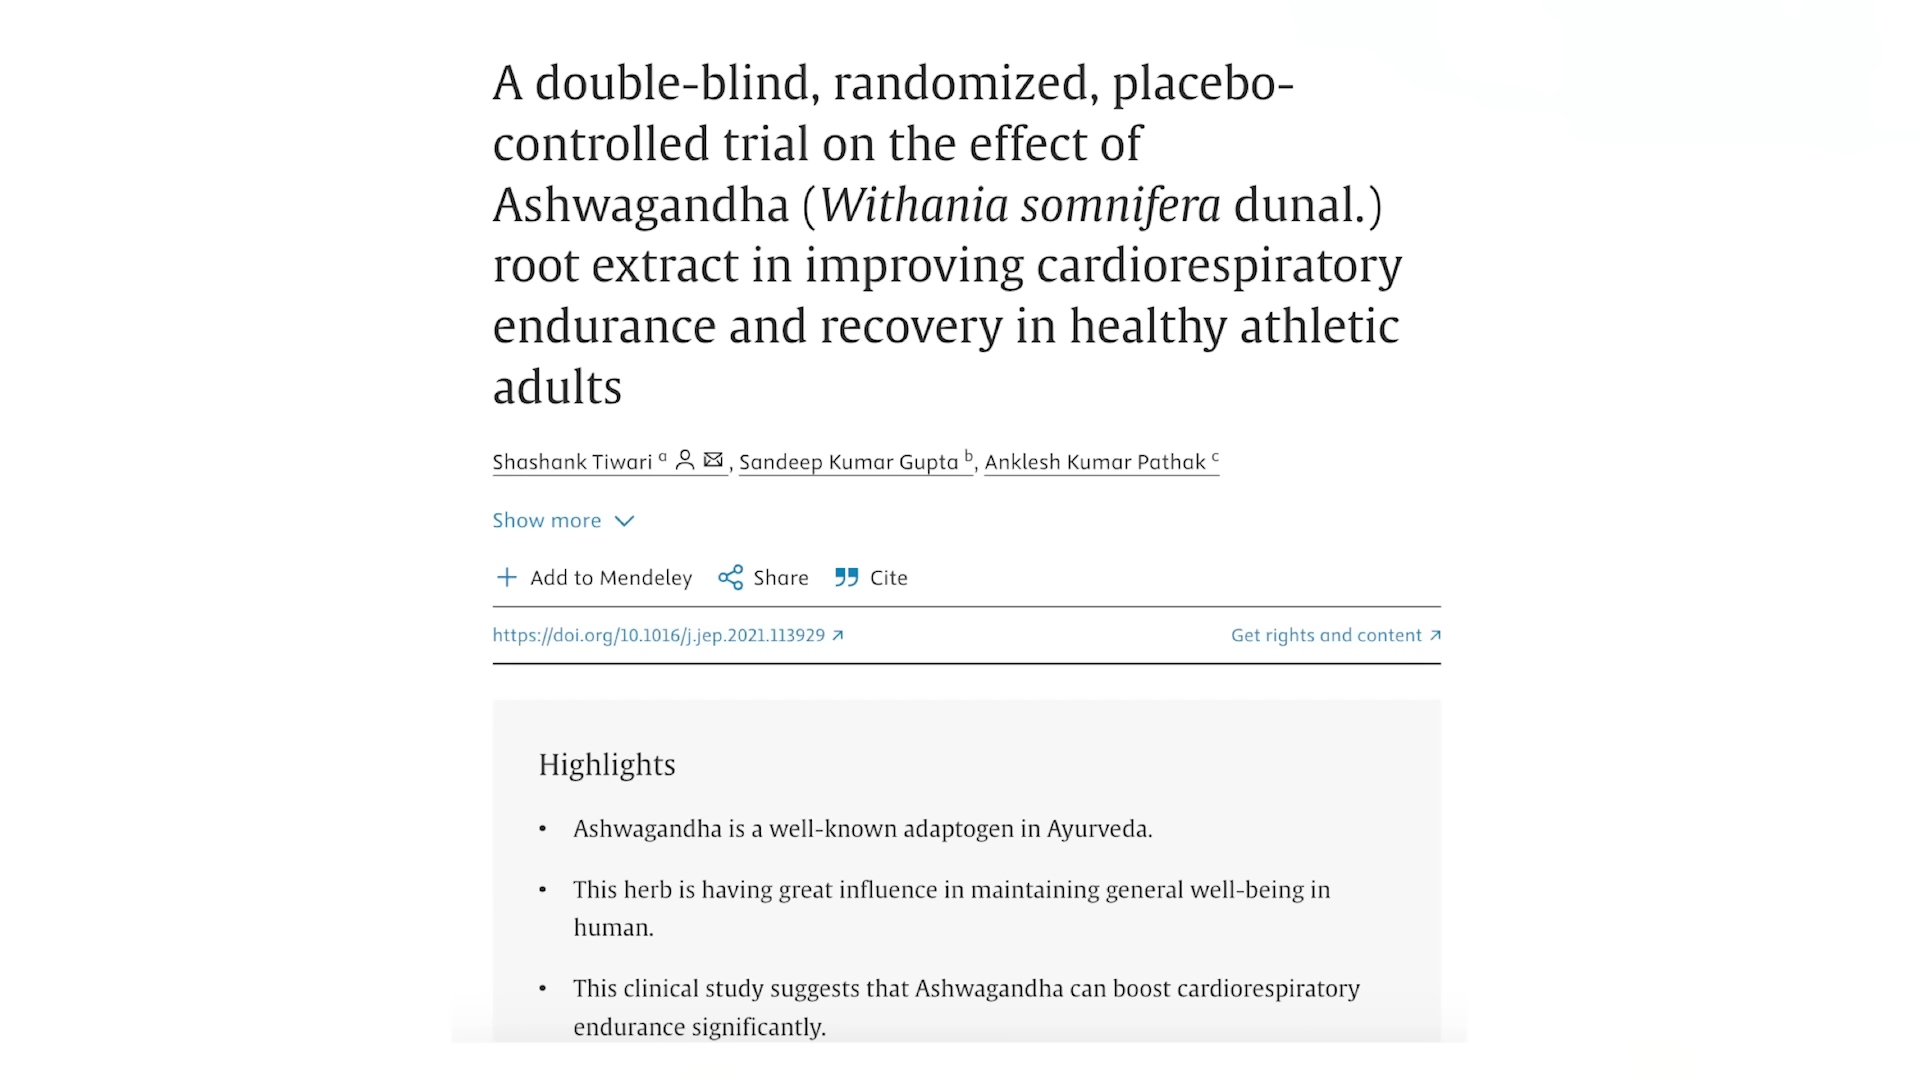 A double-blind, randomized, placebo-
controlled trial on the effect of
Ashwagandha (Withania somnifera dunal.)
root extract in improving cardiorespiratory
endurance and recovery in healthy athletic
adults
Shashank Tiwari a, Sandeep Kumar Gupta b, Anklesh Kumar Pathak c
Show more
Add to Mendeley Share Cite
https://doi.org/10.1016/j.jep.2021.113929 Get rights and content
Highlights
• Ashwagandha is a well-known adaptogen in Ayurveda.
• This herb is having great influence in maintaining general well-being in
human.
• This clinical study suggests that Ashwagandha can boost cardiorespiratory
endurance significantly.